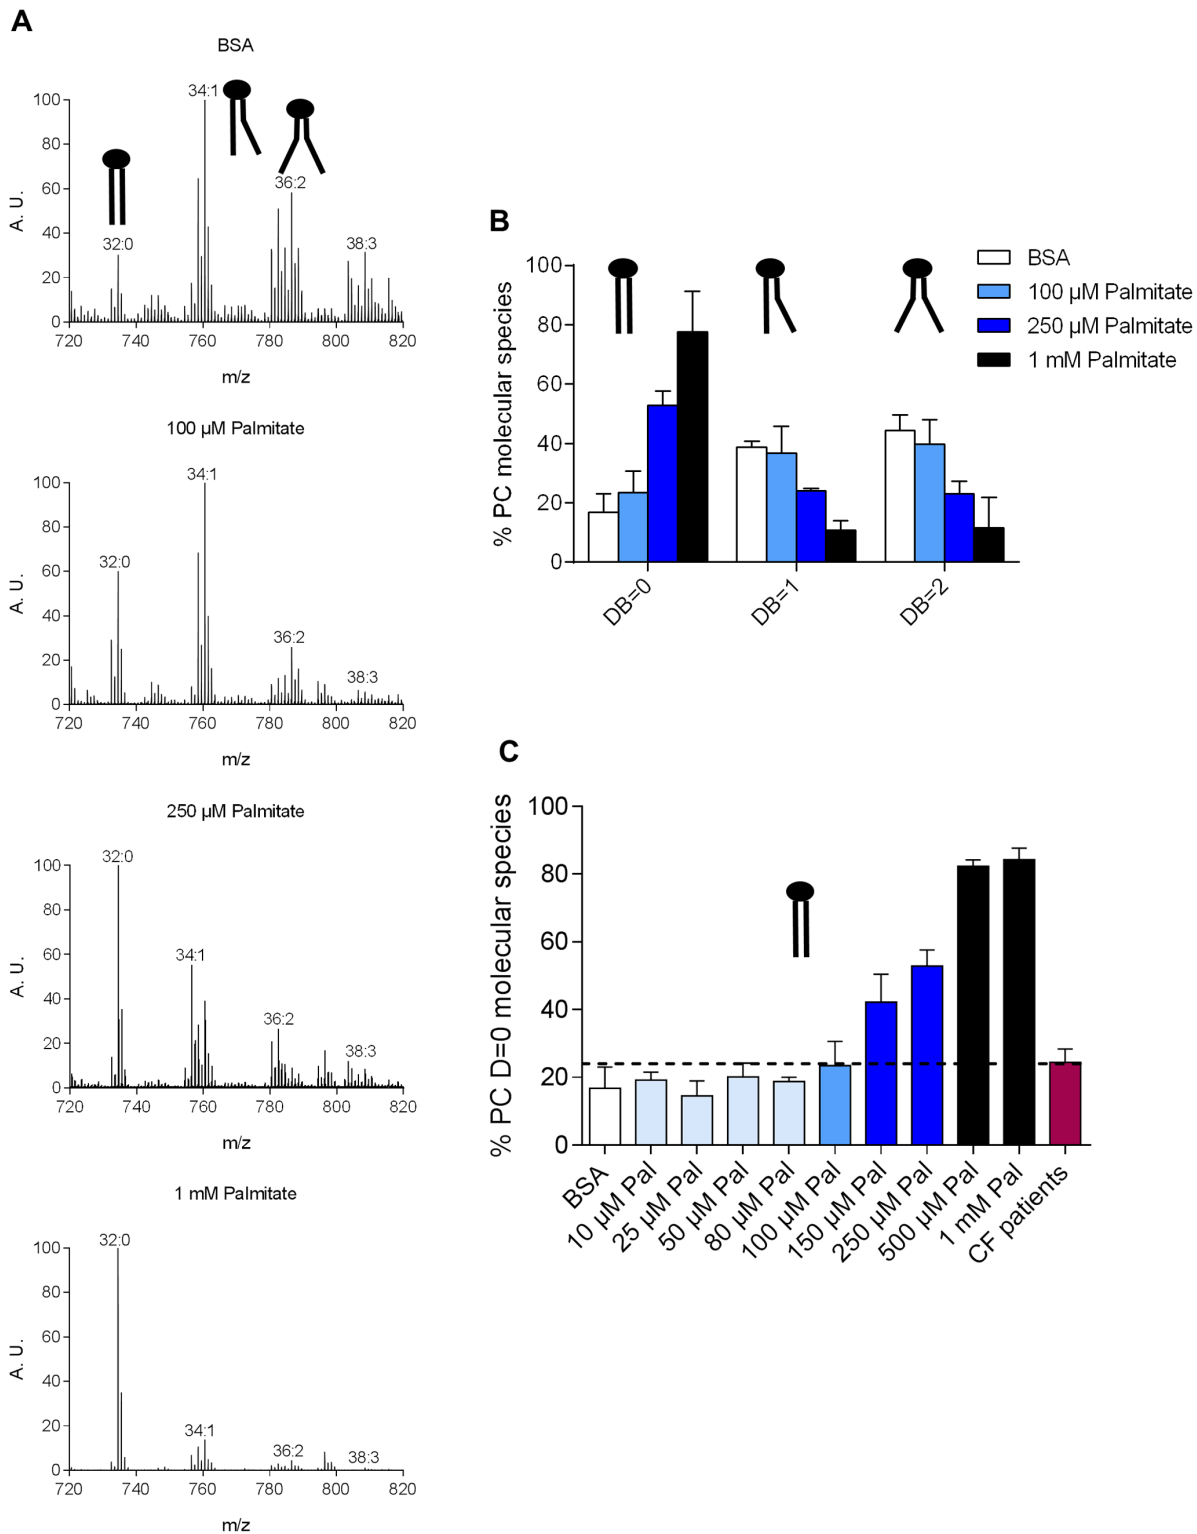 A
BSA
100
80
60
40
20
0
A. U.
32:0
34:1
36:2
38:3
720 740 760 780 800 820
m/z
100 µM Palmitate
100
80
60
40
20
0
A. U.
32:0
34:1
36:2
38:3
720 740 760 780 800 820
m/z
250 µM Palmitate
100
80
60
40
20
0
A. U.
32:0
34:1
36:2
38:3
720 740 760 780 800 820
m/z
1 mM Palmitate
100
80
60
40
20
0
A. U.
32:0
34:1
36:2
38:3
720 740 760 780 800 820
m/z
B
% PC molecular species
100
80
60
40
20
0
DB=0
DB=1
DB=2
BSA
100 µM Palmitate
250 µM Palmitate
1 mM Palmitate
C
% PC D=0 molecular species
100
80
60
40
20
0
BSA
10 µM Pal
25 µM Pal
50 µM Pal
80 µM Pal
100 µM Pal
150 µM Pal
250 µM Pal
500 µM Pal
1 mM Pal
CF patients